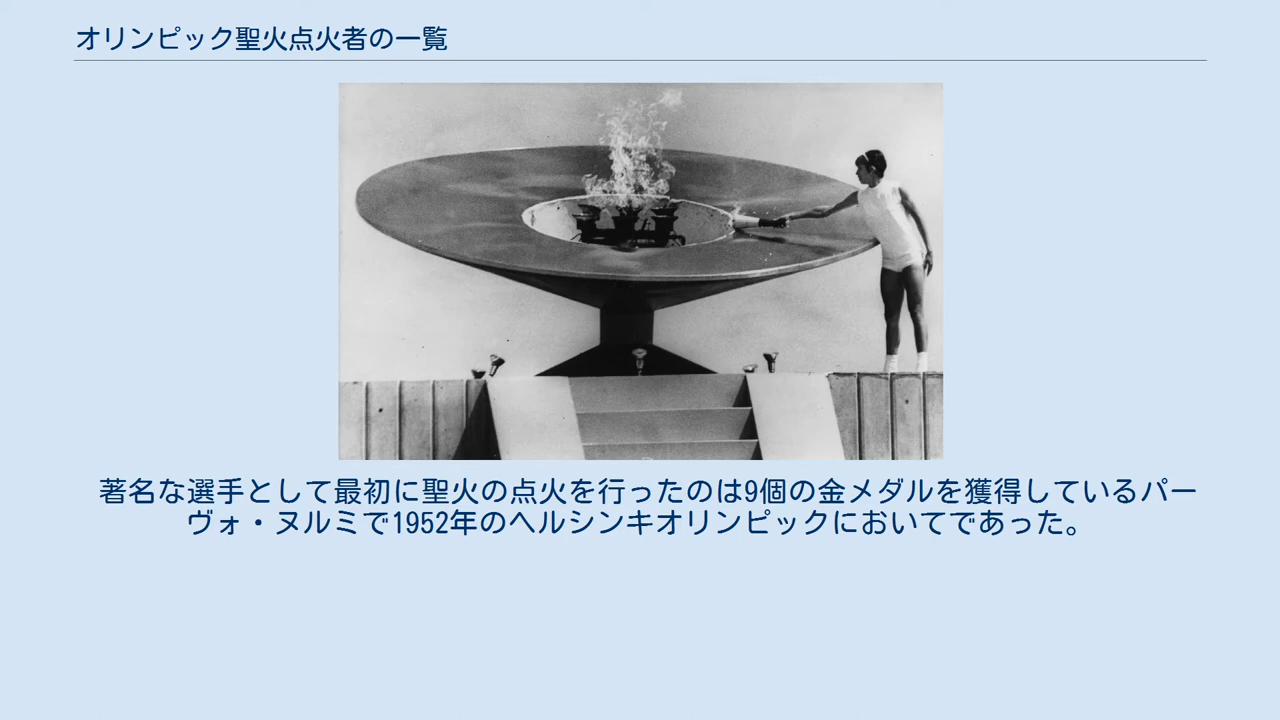 オリンピック聖火点火者の一覧
著名な選手として最初に聖火の点火を行ったのは9個の金メダルを獲得しているパー
ヴォ・ヌルミで1952年のヘルシンキオリンピックにおいてであった。